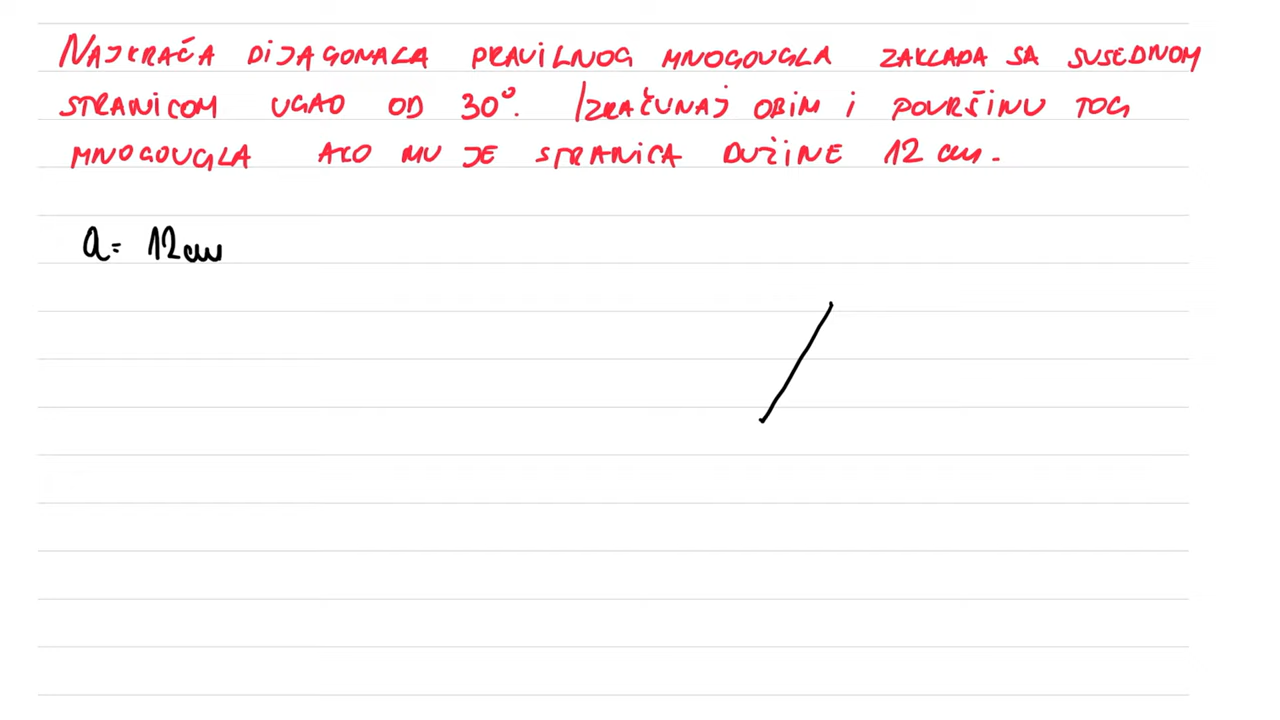 NAJKRAĆA DIJAGONALA PRAVILNOG MNOGOUGLA ZAKLADA SA SUSEDNOM
STRANICOM UGAO OD 30°. IZRAČUNAJ OBIM I POVRŠINU TOG
MNOGOUGLA AKO MU JE STRANICA DUŽINE 12 cm.
a = 12cm